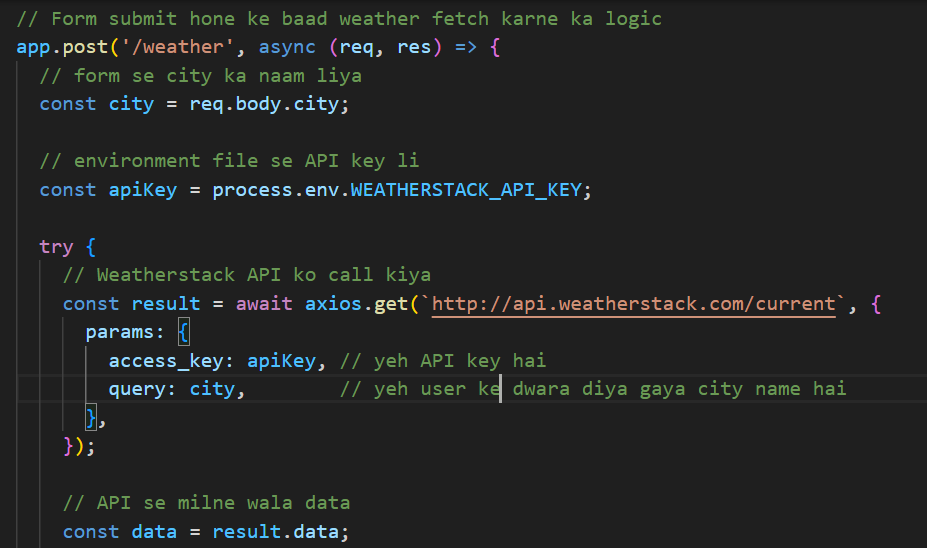 // Form submit hone ke baad weather fetch karne ka logic
app.post('/weather', async (req, res) => {
// form se city ka naam liya
const city = req.body.city;
// environment file se API key li
const apiKey = process.env.WEATHERSTACK_API_KEY;
try {
// Weatherstack API ko call kiya
const result = await axios.get(`http://api.weatherstack.com/current`, {
params: {
access_key: apiKey, // yeh API key hai
query: city, // yeh user ke dwara diya gaya city name hai
},
});
// API se milne wala data
const data = result.data;